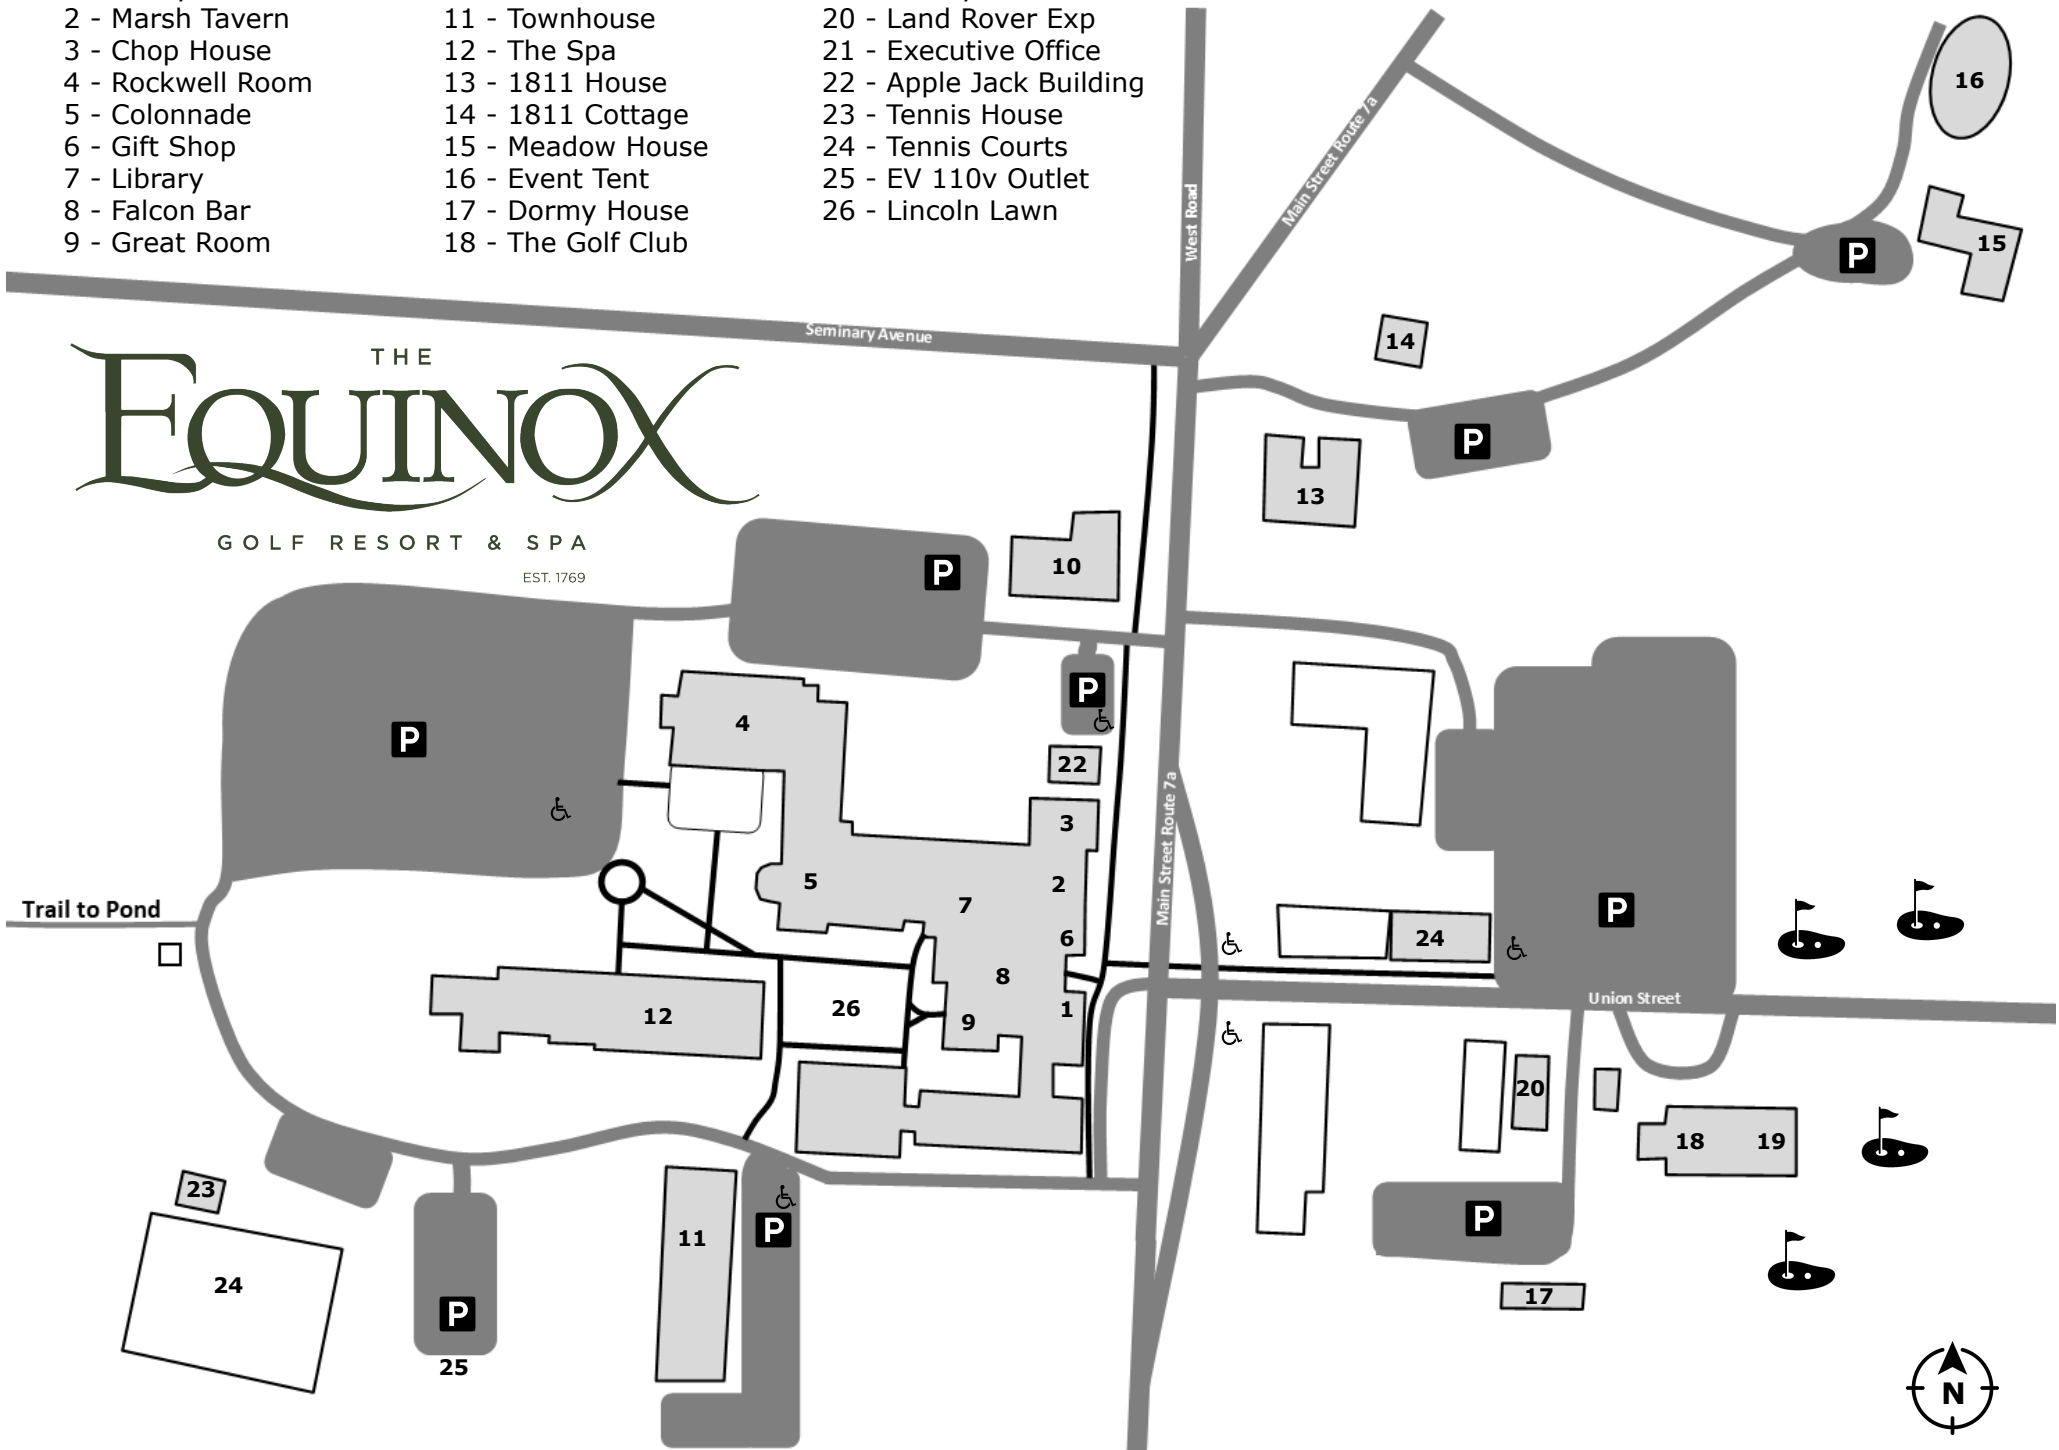 2 - Marsh Tavern
3 - Chop House
4 - Rockwell Room
5 - Colonnade
6 - Gift Shop
7 - Library
8 - Falcon Bar
9 - Great Room
11 - Townhouse
12 - The Spa
13 - 1811 House
14 - 1811 Cottage
15 - Meadow House
16 - Event Tent
17 - Dormy House
18 - The Golf Club
20 - Land Rover Exp
21 - Executive Office
22 - Apple Jack Building
23 - Tennis House
24 - Tennis Courts
25 - EV 110v Outlet
26 - Lincoln Lawn
West Road
Main Street Route 7a
16
15
P
Seminary Avenue
14
THE
EQUINOX
GOLF RESORT & SPA
EST. 1769
P
13
P
10
P
4
P
22
3
Main Street Route 7a
5
2
7
P
Trail to Pond
6
24
8
12
26
1
9
Union Street
20
18
19
23
11
P
P
24
P
17
25
N